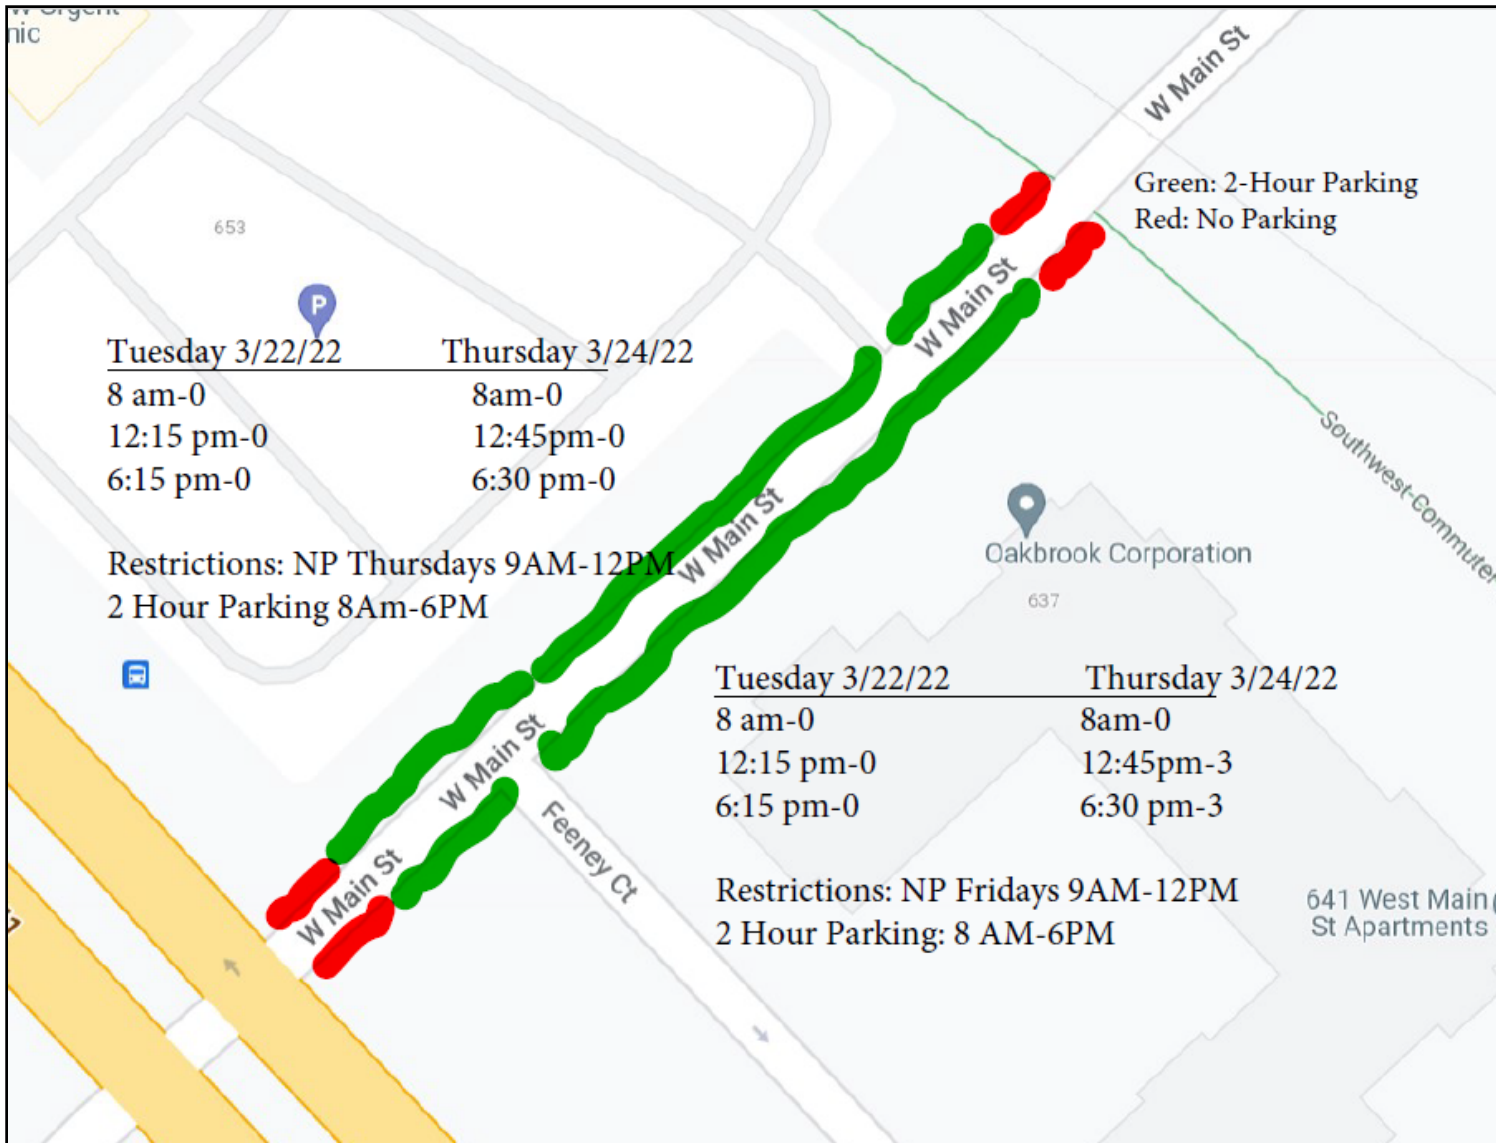 Urgent
nic
W Main St
Green: 2-Hour Parking
Red: No Parking
653
P
W Main St
Tuesday 3/22/22 Thursday 3/24/22
8 am-0 8am-0
12:15 pm-0 12:45pm-0
6:15 pm-0 6:30 pm-0
Restrictions: NP Thursdays 9AM-12PM
2 Hour Parking 8Am-6PM
W Main St
Southwest-Commuter
Oakbrook Corporation
637
Tuesday 3/22/22 Thursday 3/24/22
8 am-0 8am-0
12:15 pm-0 12:45pm-3
6:15 pm-0 6:30 pm-3
Restrictions: NP Fridays 9AM-12PM
2 Hour Parking: 8 AM-6PM
W Main St
Feeney Ct
W Main St
641 West Main
St Apartments